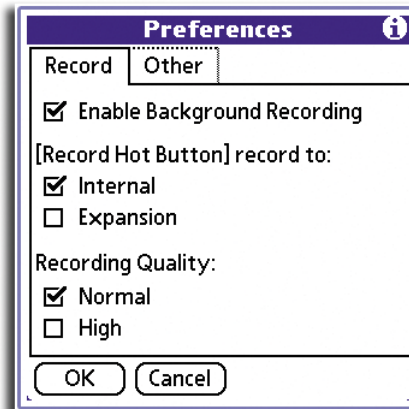 Preferences
Record Other
Enable Background Recording
[Record Hot Button] record to:
Internal
Expansion
Recording Quality:
Normal
High
OK Cancel